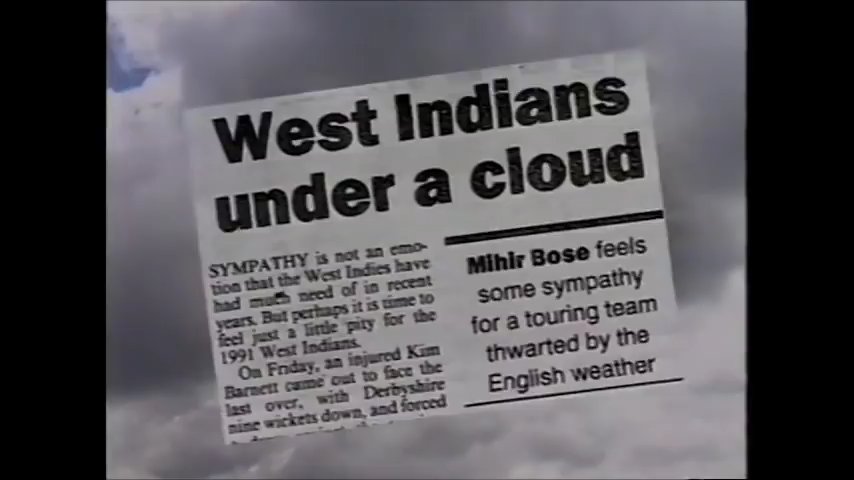 West Indians
under a cloud
SYMPATHY is not an emo-
tion that the West Indies have
had much need of in recent
years. But perhaps it is time to
feel just a little pity for the
1991 West Indians.
On Friday, an injured Kim
Barnett came out to face the
last over, with Derbyshire
nine wickets down, and forced
Mihir Bose feels
some sympathy
for a touring team
thwarted by the
English weather